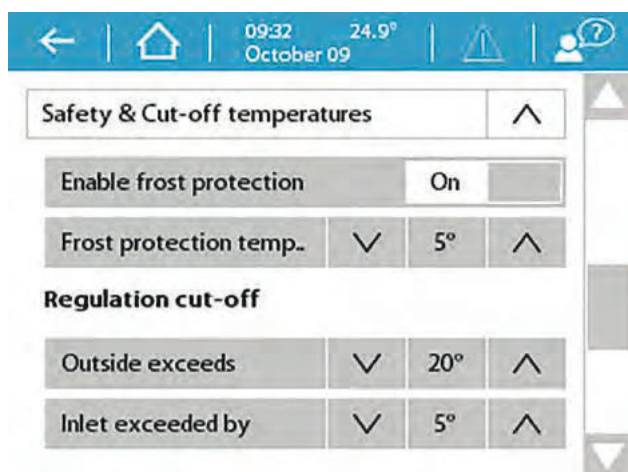 09:32 24.9°
October 09
?
Safety & Cut-off temperatures
Enable frost protection On
Frost protection temp.. 5°
Regulation cut-off
Outside exceeds 20°
Inlet exceeded by 5°